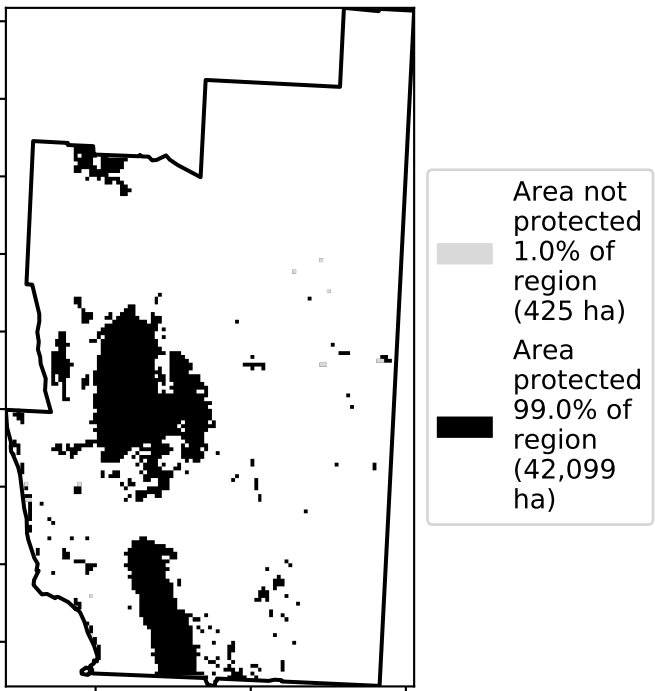 Area not
protected
1.0% of
region
(425 ha)
Area
protected
99.0% of
region
(42,099
ha)